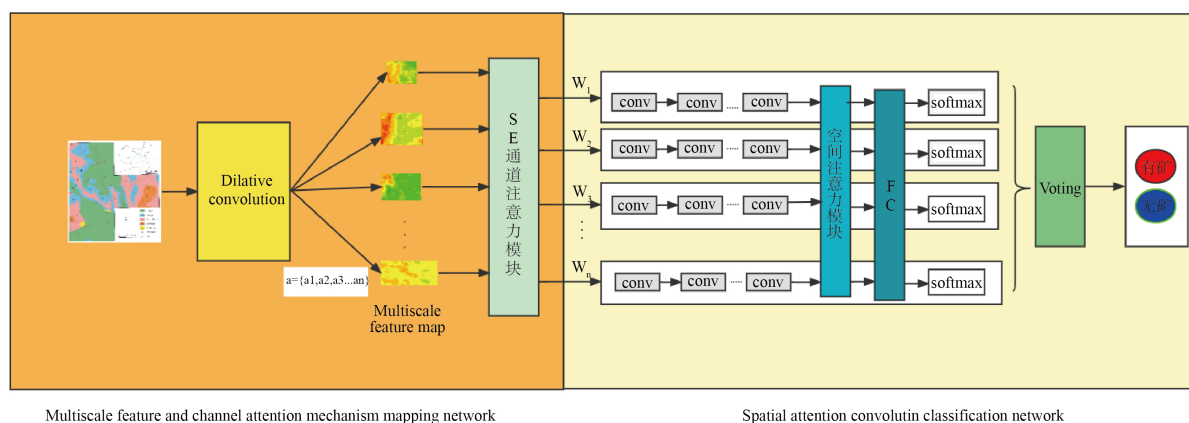 Dilative
convolution
a={a1,a2,a3...an}
Multiscale
feature map
SE通道注意力模块
W1
W2
W3
Wn
conv
conv
conv
softmax
conv
conv
conv
softmax
conv
conv
conv
softmax
conv
conv
conv
softmax
空间注意力模块
FC
Voting
有矿
无矿
Multiscale feature and channel attention mechanism mapping network
Spatial attention convolutin classification network